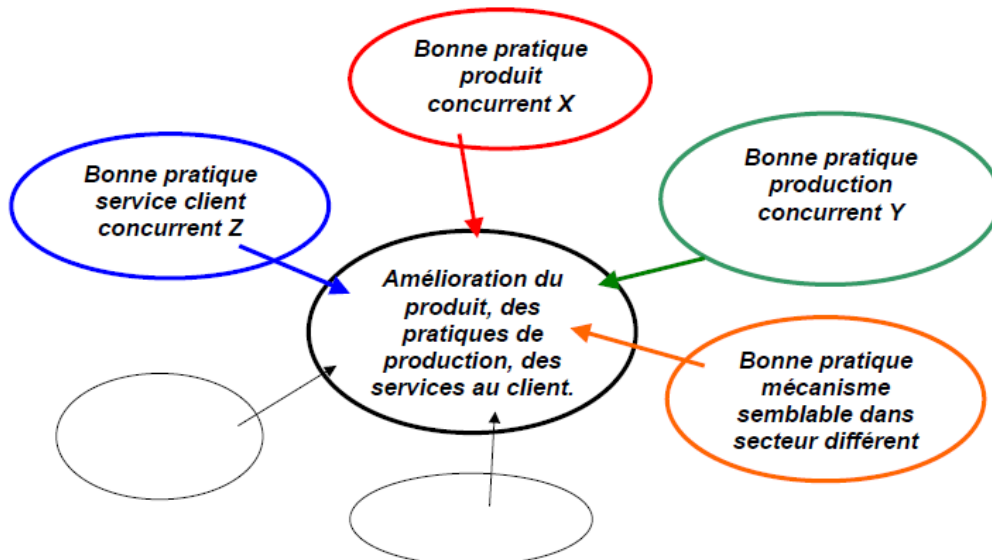 Bonne pratique
produit
concurrent X
Bonne pratique
service client
concurrent Z
Bonne pratique
production
concurrent Y
Amélioration du
produit, des
pratiques de
production, des
services au client.
Bonne pratique
mécanisme
semblable dans
secteur différent